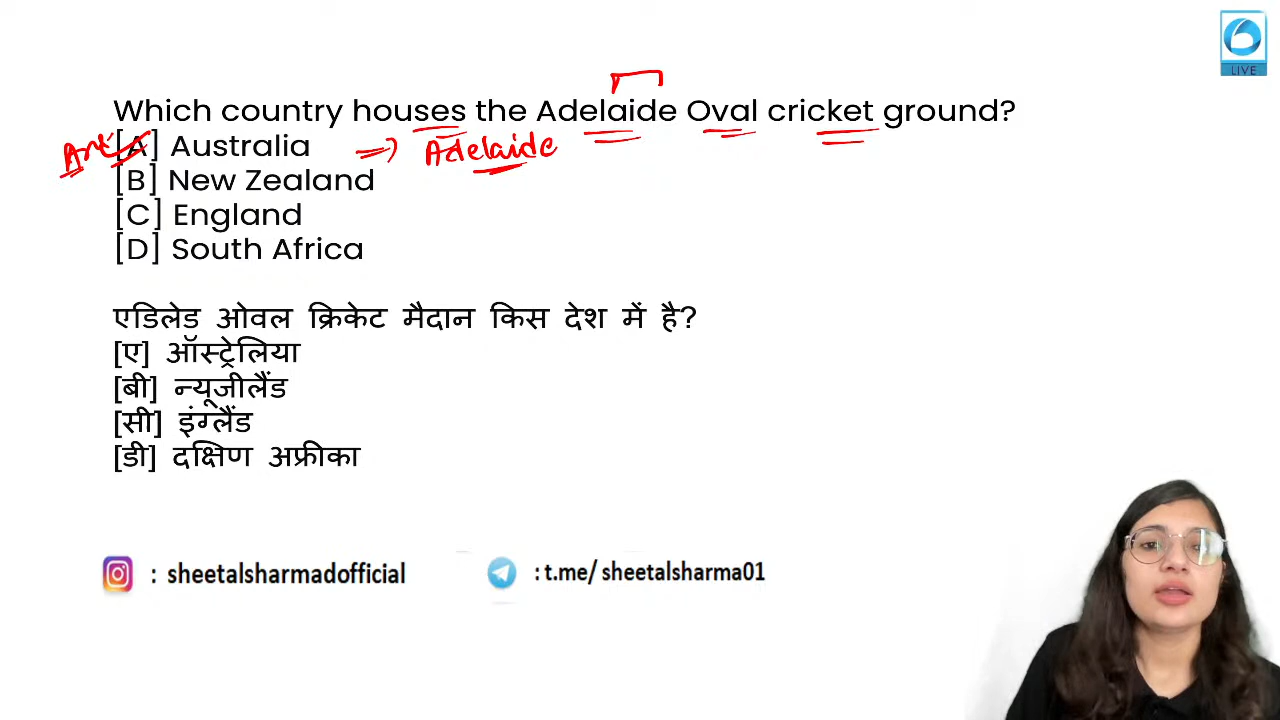 LIVE
Which country houses the Adelaide Oval cricket ground?
Ans [A] Australia => Adelaide
[B] New Zealand
[C] England
[D] South Africa
एडिलेड ओवल क्रिकेट मैदान किस देश में है?
[ए] ऑस्ट्रेलिया
[बी] न्यूजीलैंड
[सी] इंग्लैंड
[डी] दक्षिण अफ्रीका
: sheetalsharmadofficial : t.me/ sheetalsharma01